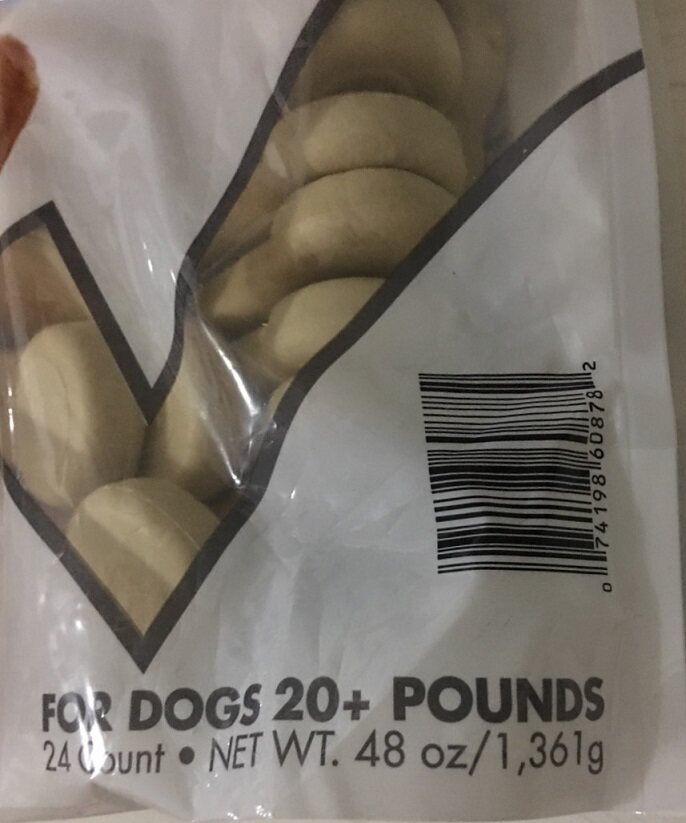 0 74198 60878 2
FOR DOGS 20+ POUNDS
24 Count • NET WT. 48 oz/1,361g